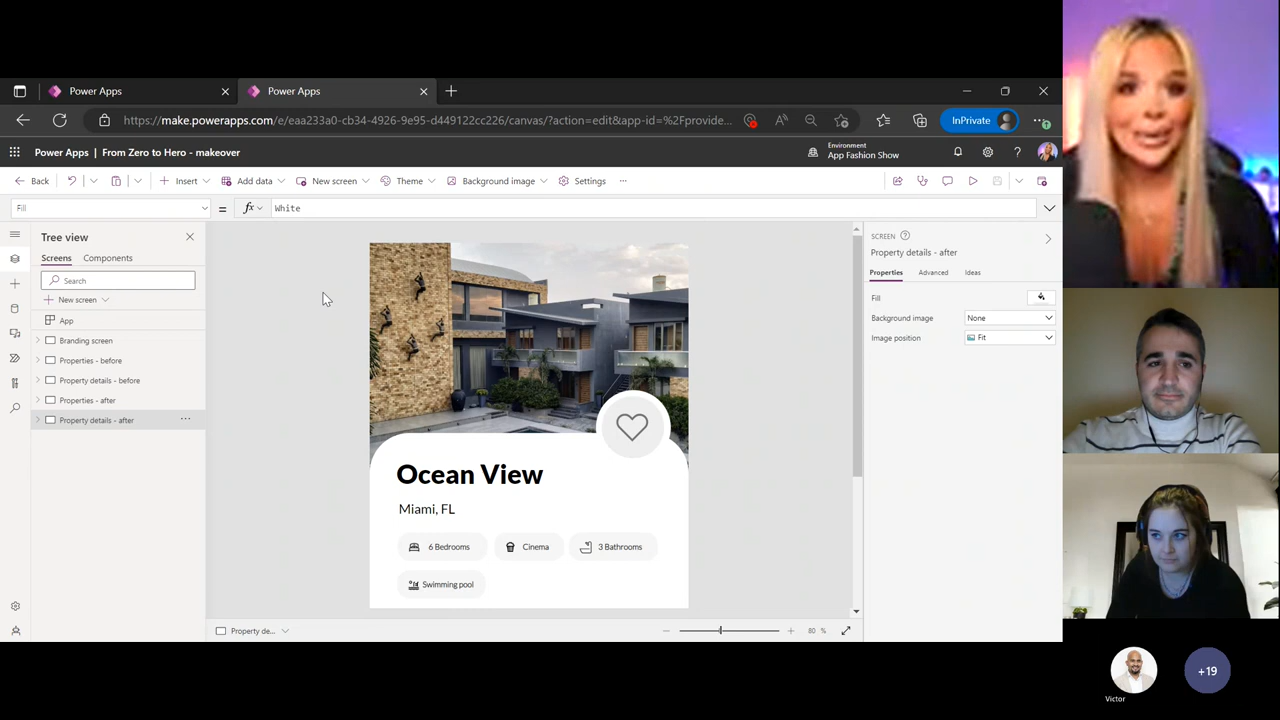 Power Apps
Power Apps
https://make.powerapps.com/e/eaa233a0-cb34-4926-9e95-d449122cc226/canvas/?action=edit&app-id=%2Fprovide...
InPrivate
Power Apps | From Zero to Hero - makeover
Environment
App Fashion Show
Back
Insert
Add data
New screen
Theme
Background image
Settings
Fill
= fx White
Tree view
Screens
Components
Search
New screen
App
Branding screen
Properties - before
Property details - before
Properties - after
Property details - after
Ocean View
Miami, FL
6 Bedrooms
Cinema
3 Bathrooms
Swimming pool
SCREEN
Property details - after
Properties
Advanced
Ideas
Fill
Background image
None
Image position
Fit
Property de...
80 %
Victor
+19